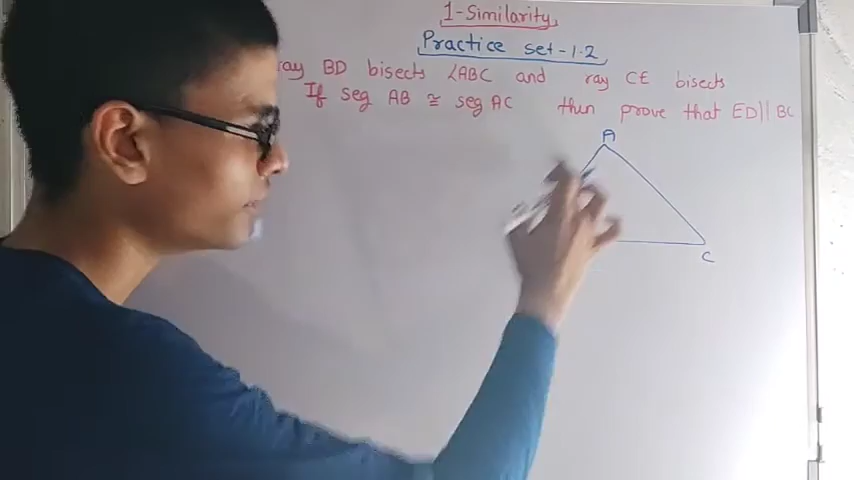 1-Similarity
Practice set-1.2
ray BD bisects ∠ABC and ray CE bisects
If seg AB ≅ seg AC then prove that ED||BC
A
C